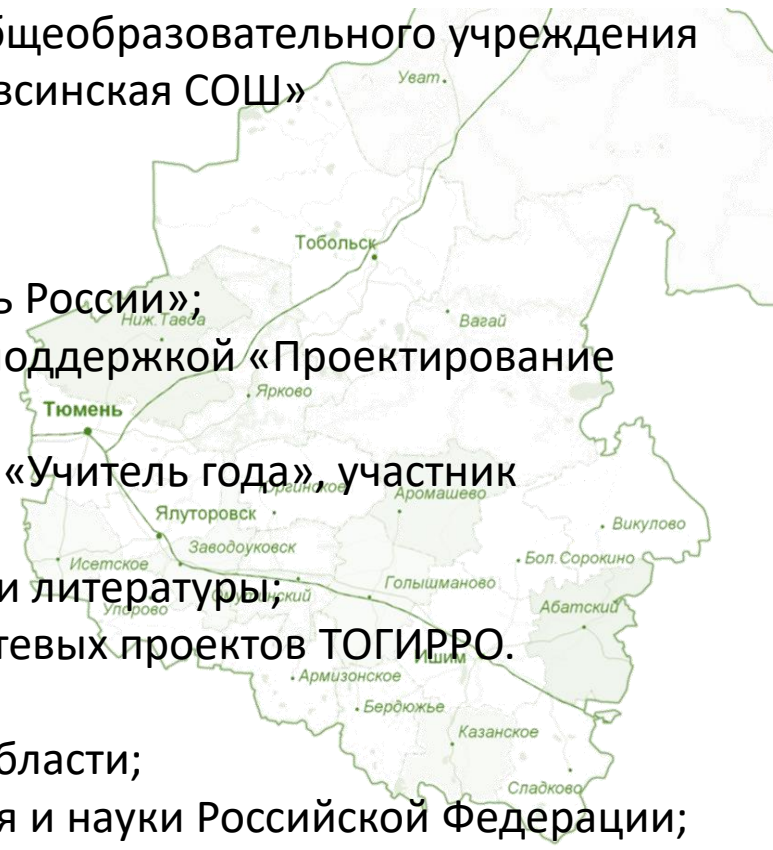 бщеобразовательного учреждения
Уват
всинская СОШ»
Тобольск
ь России»;
Ниж. Тавда
Вагай
поддержкой «Проектирование
Ярково
Тюмень
«Учитель года», участник
Аромашево
Ялуторовск
Викулово
Заводоуковск
Бол. Сорокино
Исетское
Голышманово
и литературы;
Упорово
Абатский
тевых проектов ТОГИРРО.
Ишим
Армизонское
Бердюжье
Казанское
бласти;
Сладково
я и науки Российской Федерации;